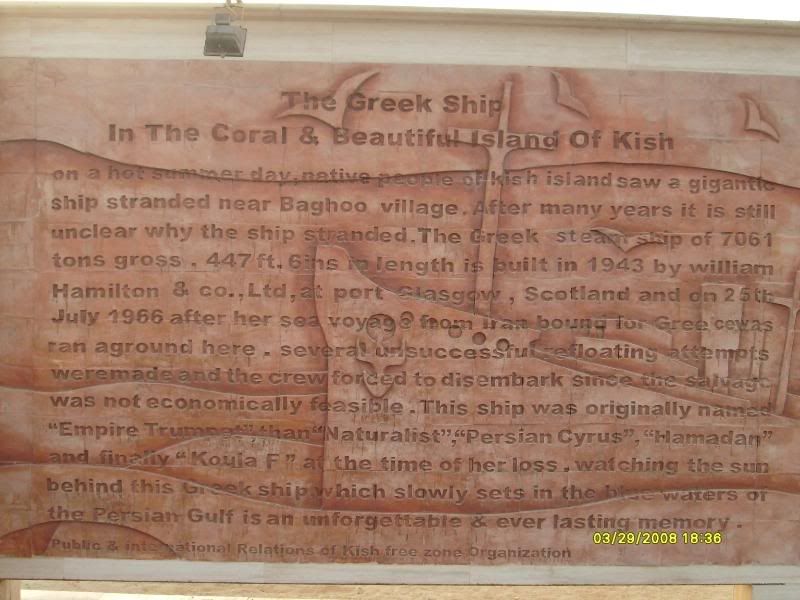 The Greek Ship
In The Coral & Beautiful Island Of Kish
on a hot summer day,native people of kish island saw a gigantic
ship stranded near Baghoo village. After many years it is still
unclear why the ship stranded.The Greek steam ship of 7061
tons gross . 447 ft, 6ins in length is built in 1943 by william
Hamilton & co.,Ltd,at port Glasgow , Scotland and on 25th
July 1966 after her sea voyage from Iran bound for Greecewas
ran aground here . several unsuccessful refloating attempts
weremade and the crew forced to disembark since the salvage
was not economically feasible .This ship was originally named
"Empire Trumpet",than"Naturalist","Persian Cyrus","Hamadan"
and finally "Koula F" at the time of her loss . watching the sun
behind this Greek ship which slowly sets in the blue waters of
the Persian Gulf is an unforgettable & ever lasting memory .
Public & international Relations of Kish free zone Organization
03/29/2008 18:36